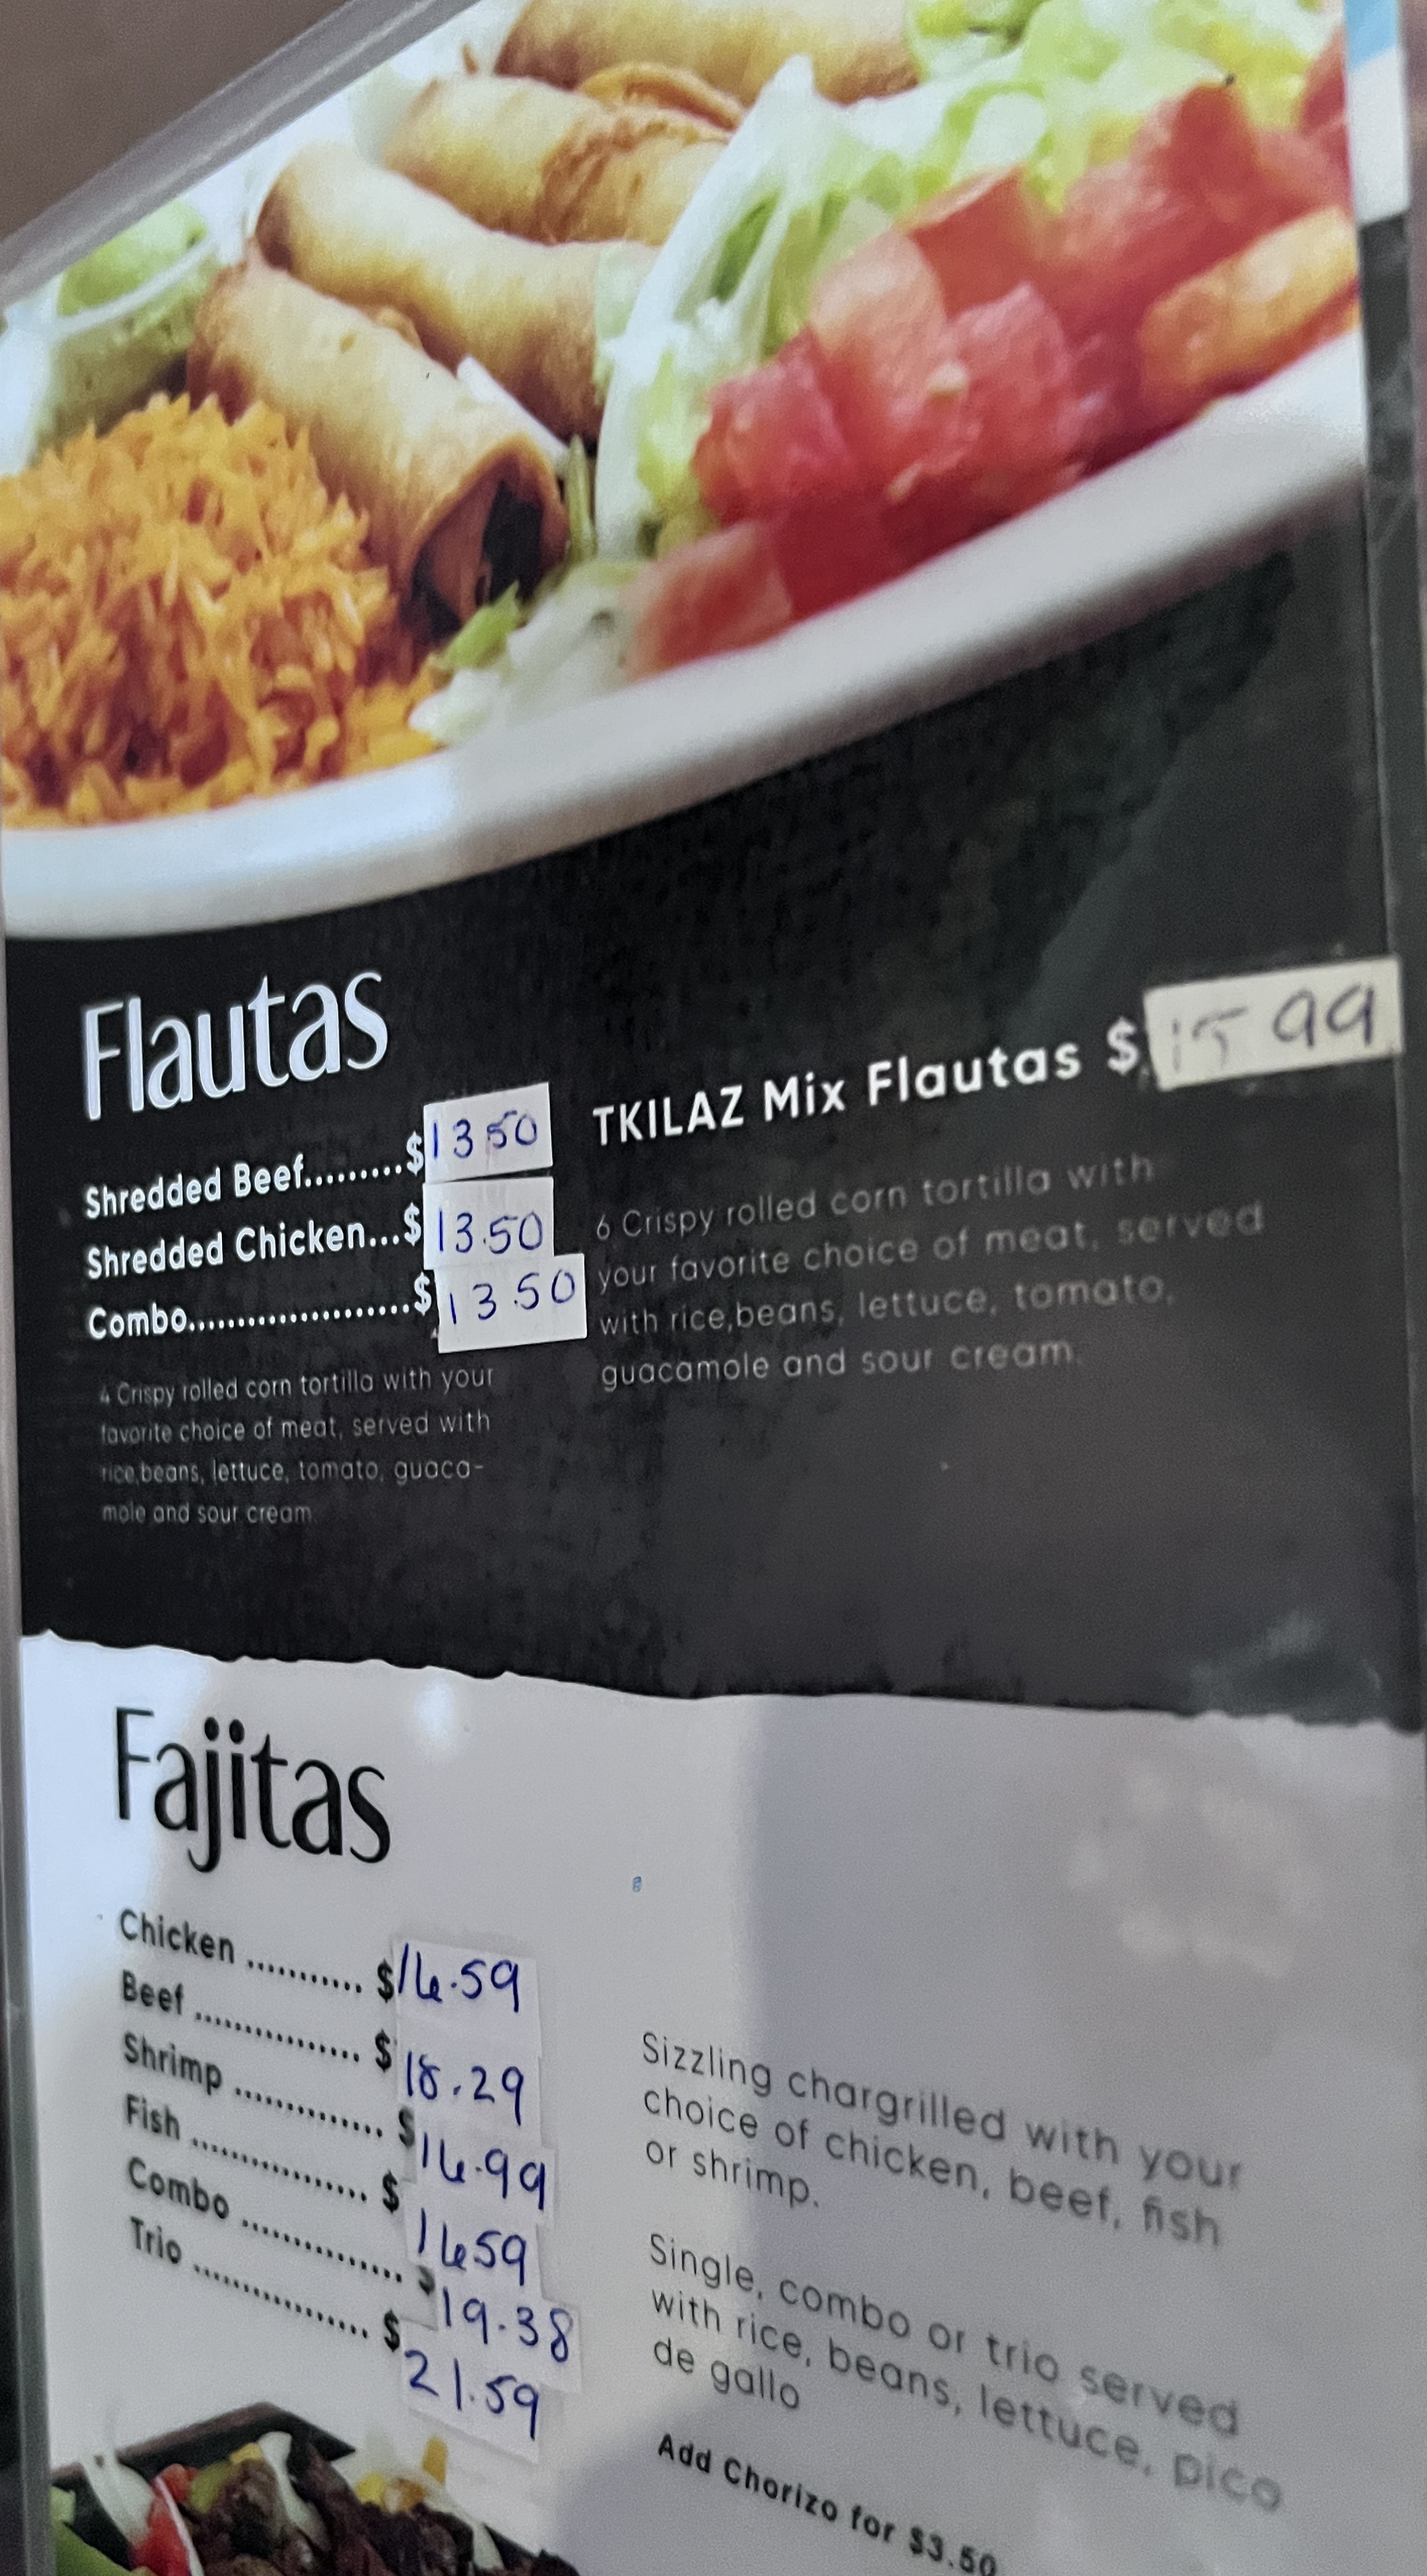 Flautas
Shredded Beef.........$13 50
Shredded Chicken...$13.50
Combo....................$13.50
4 Crispy rolled corn tortilla with your
favorite choice of meat, served with
rice,beans, lettuce, tomato, guaca-
mole and sour cream
TKILAZ Mix Flautas $15 99
6 Crispy rolled corn tortilla with
your favorite choice of meat, served
with rice,beans, lettuce, tomato,
guacamole and sour cream.
Fajitas
Chicken ........... $16.59
Beef ................ $18.29
Shrimp .............. $16.99
Fish ................. $1659
Combo ............... $19.38
Trio ................. $21.59
Sizzling chargrilled with your
choice of chicken, beef, fish
or shrimp.
Single, combo or trio served
with rice, beans, lettuce, pico
de gallo
Add Chorizo for $3.50